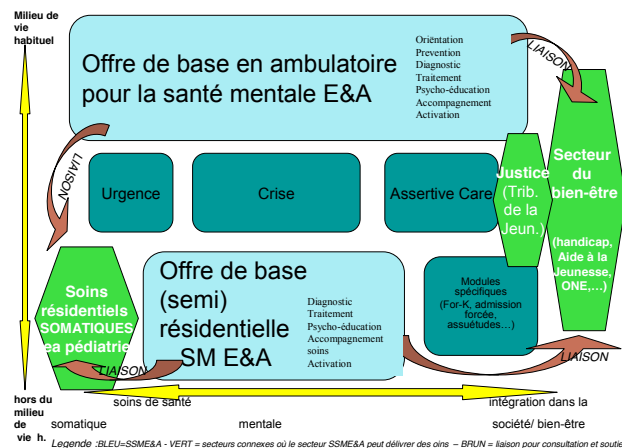 Milieu de
vie
habituel
Offre de base en ambulatoire
pour la santé mentale E&A
Oriëntation
Prevention
Diagnostic
Traitement
Psycho-éducation
Accompagnement
Activation
LIAISON
LIAISON
Urgence
Crise
Assertive Care
Justice
(Trib.
de la
Jeun.)
Secteur
du
bien-être
(handicap,
Aide à la
Jeunesse,
ONE,…)
Soins
résidentiels
SOMATIQUES
ea pédiatrie
Offre de base
(semi)
résidentielle
SM E&A
Diagnostic
Traitement
Psycho-éducation
Accompagnement
soins
Activation
Modules
spécifiques
(For-K, admission
forcée,
assuétudes…)
LIAISON
LIAISON
hors du
milieu
de
vie h.
soins de santé
intégration dans la
somatique
mentale
société/ bien-être
Legende :BLEU=SSME&A - VERT = secteurs connexes où le secteur SSME&A peut délivrer des oins – BRUN = liaison pour consultation et soutie